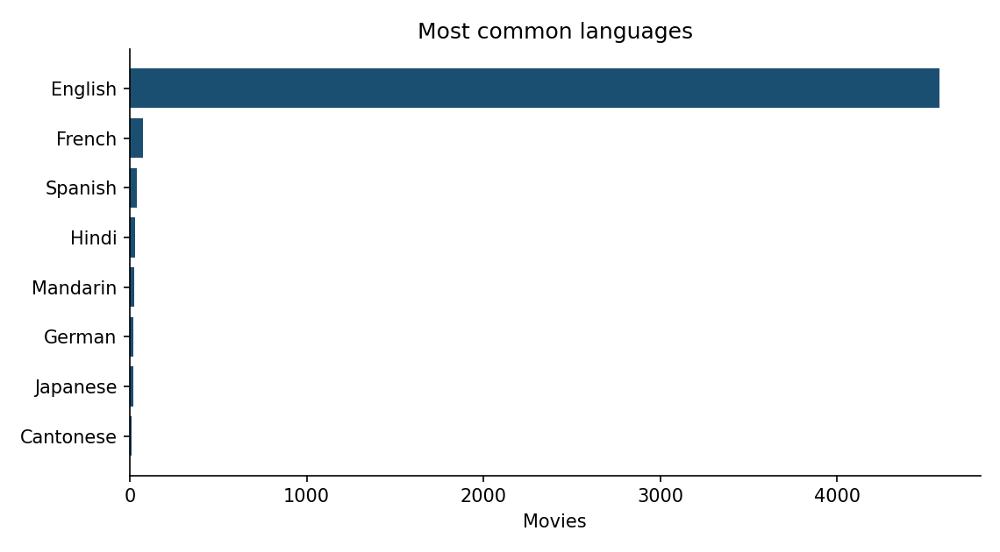 Most common languages
English
French
Spanish
Hindi
Mandarin
German
Japanese
Cantonese
0 1000 2000 3000 4000
Movies